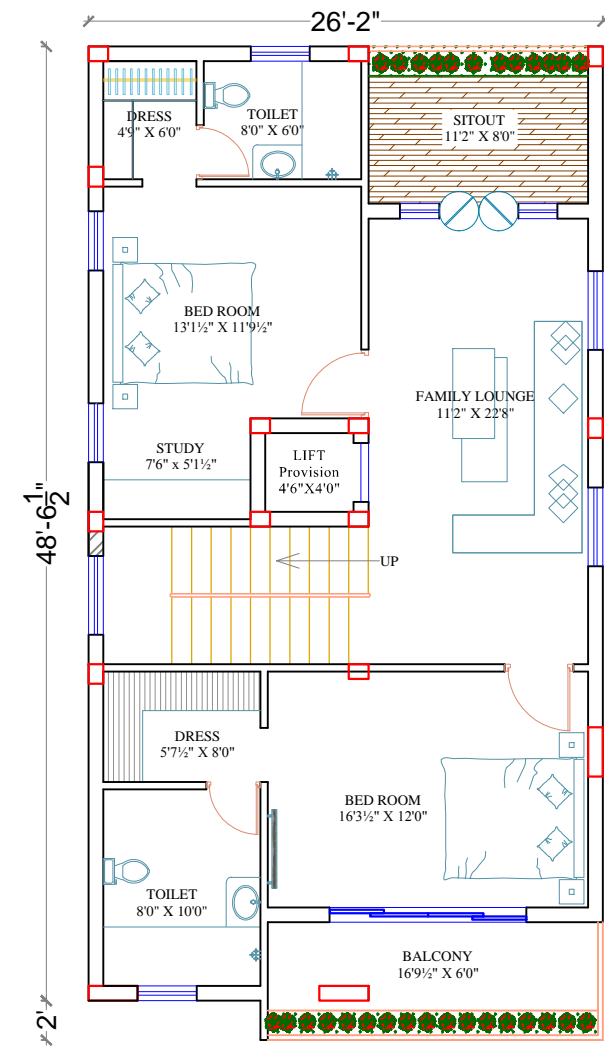 26'-2"
DRESS
4'9" X 6'0"
TOILET
8'0" X 6'0"
SITOUT
11'2" X 8'0"
BED ROOM
13'1½" X 11'9½"
FAMILY LOUNGE
11'2" X 22'8"
STUDY
7'6" x 5'1½"
LIFT
Provision
4'6"X4'0"
48'-6½"
UP
DRESS
5'7½" X 8'0"
BED ROOM
16'3½" X 12'0"
TOILET
8'0" X 10'0"
BALCONY
16'9½" X 6'0"
2'